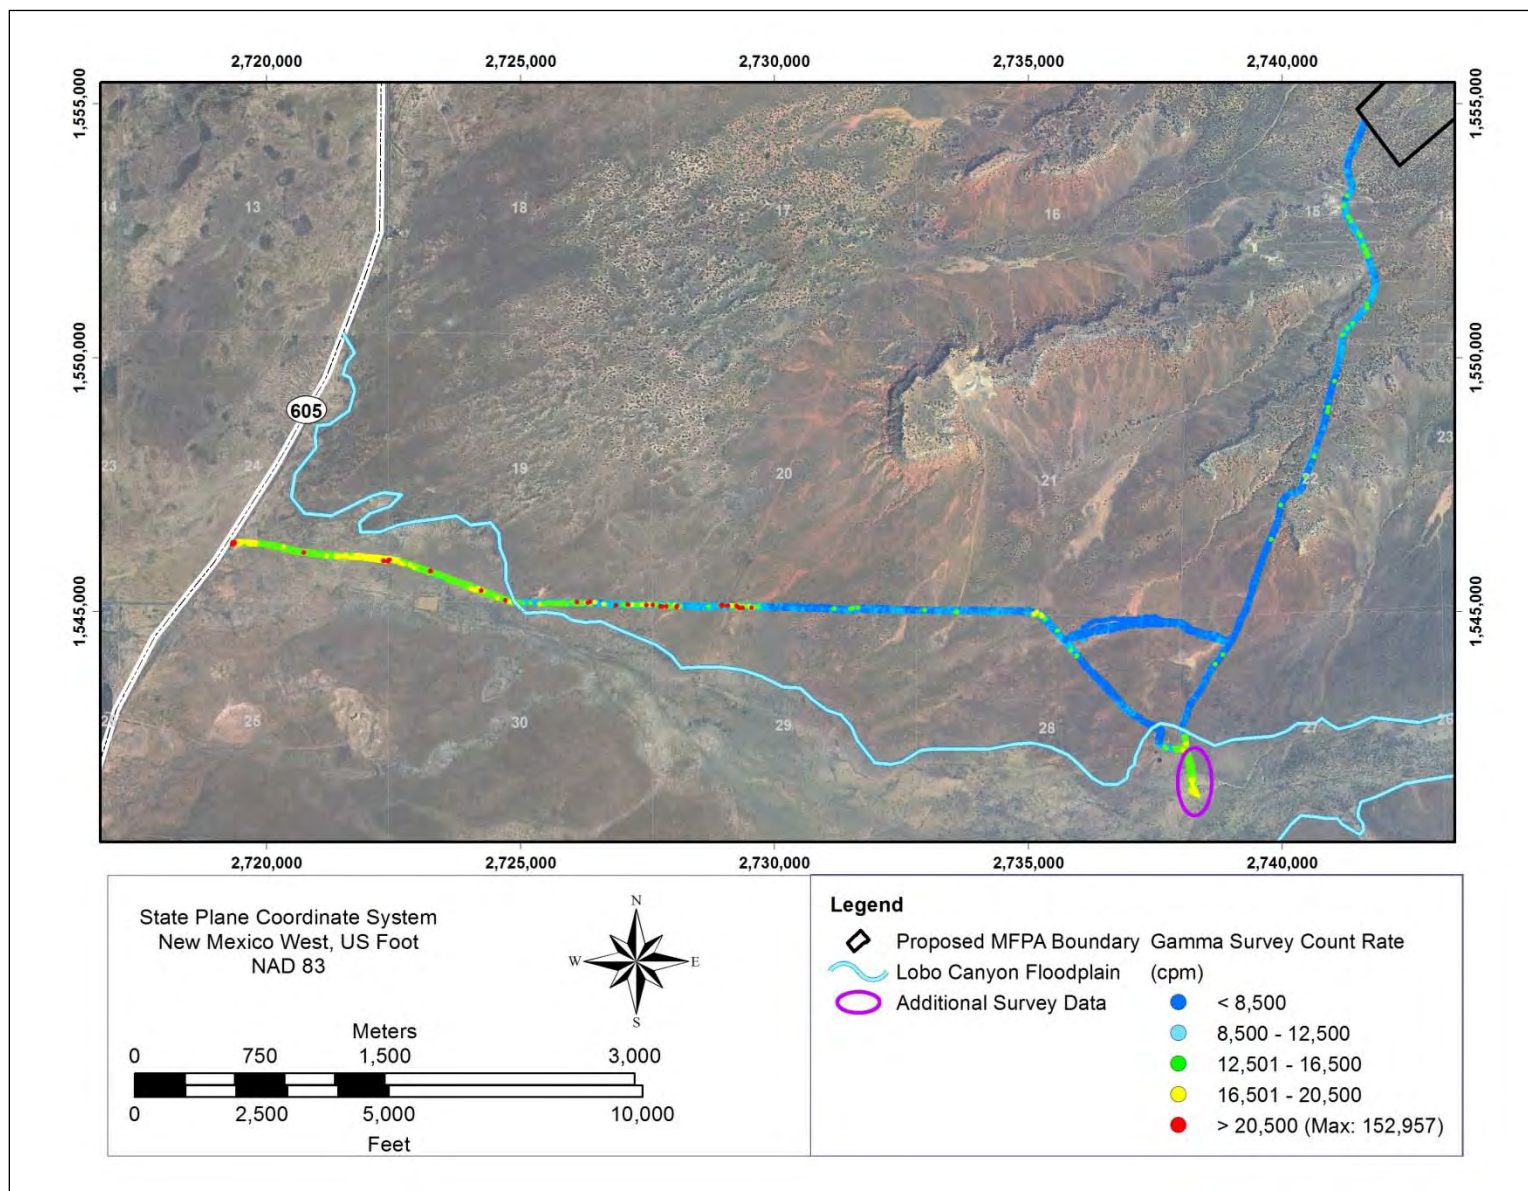 2,720,000
2,725,000
2,730,000
2,735,000
2,740,000
1,555,000
1,555,000
14
13
18
17
16
15
14
1,550,000
1,550,000
605
23
24
19
20
21
22
23
1,545,000
1,545,000
25
30
29
28
27
26
2,720,000
2,725,000
2,730,000
2,735,000
2,740,000
State Plane Coordinate System
New Mexico West, US Foot
NAD 83
N
W
E
S
Meters
0
750
1,500
3,000
0
2,500
5,000
10,000
Feet
Legend
Proposed MFPA Boundary
Lobo Canyon Floodplain
Additional Survey Data
Gamma Survey Count Rate
(cpm)
< 8,500
8,500 - 12,500
12,501 - 16,500
16,501 - 20,500
> 20,500 (Max: 152,957)